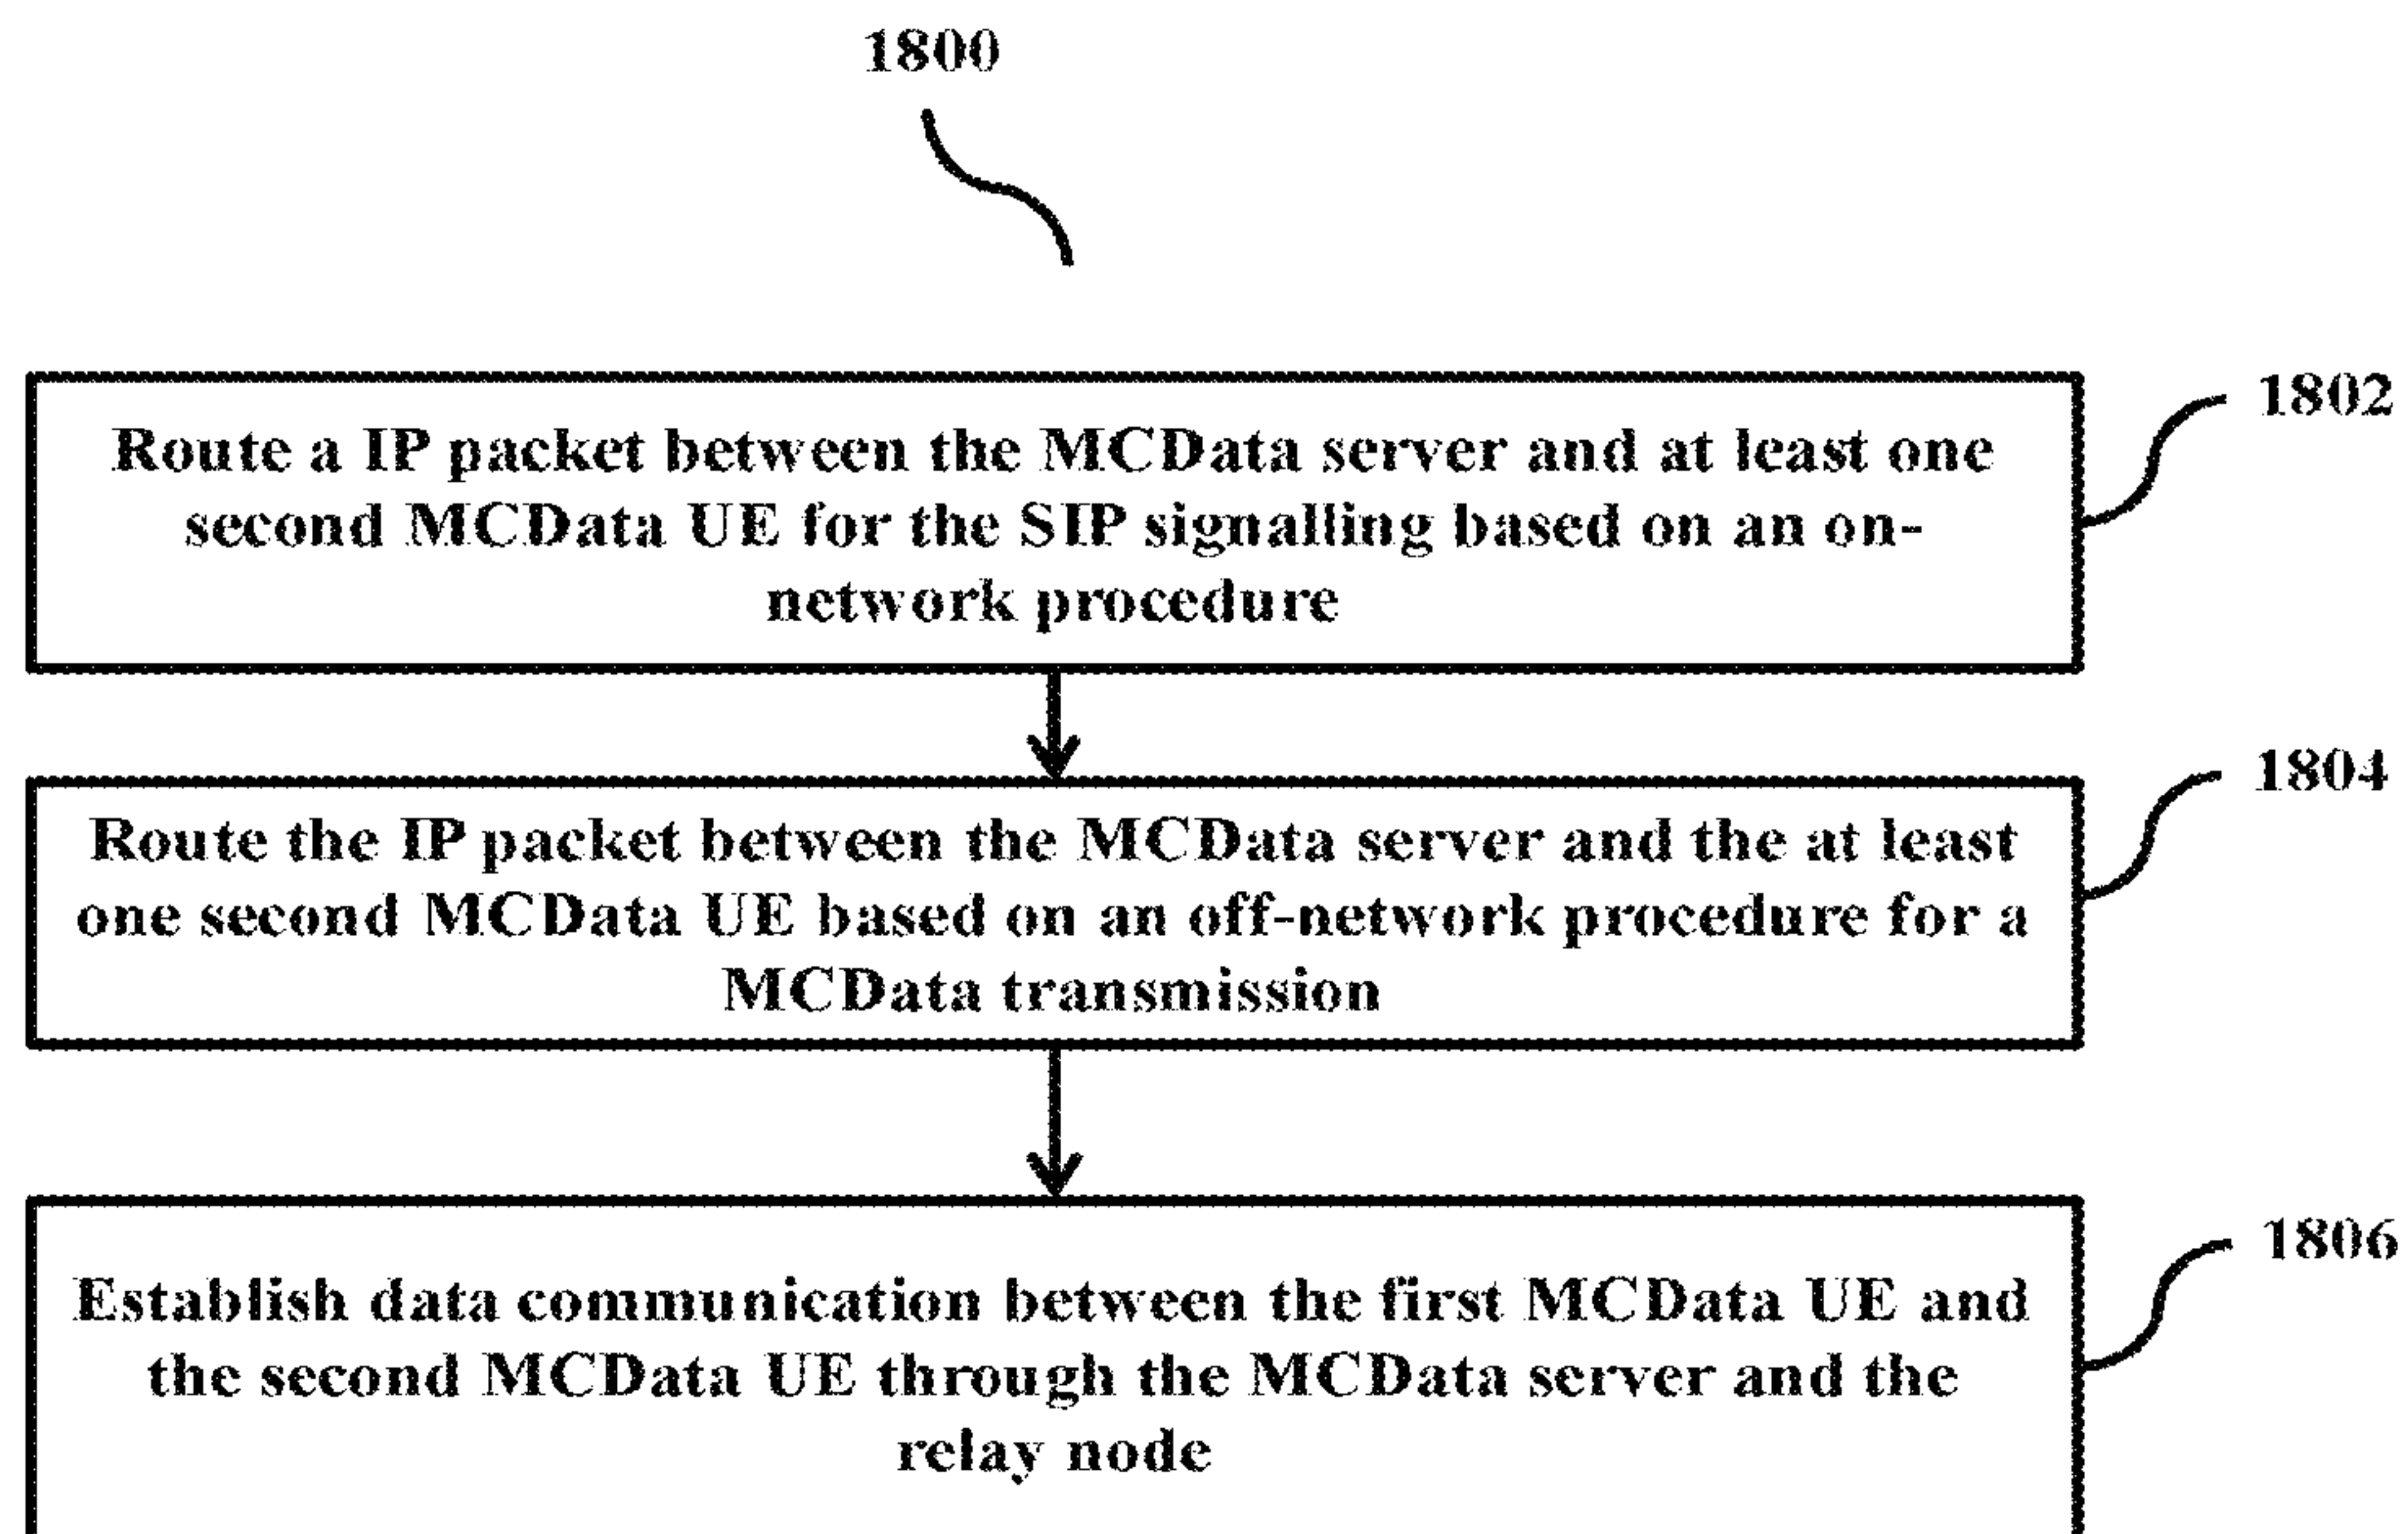 1800
Route a IP packet between the MCData server and at least one
1802
second MCData UE for the SIP signalling based on an on-
network procedure
Route the IP packet between the MCData server and the at least
1804
one second MCData UE based on an off-network procedure for a
MCData transmission
Establish data communication between the first MCData UE and
1806
the second MCData UE through the MCData server and the
relay node